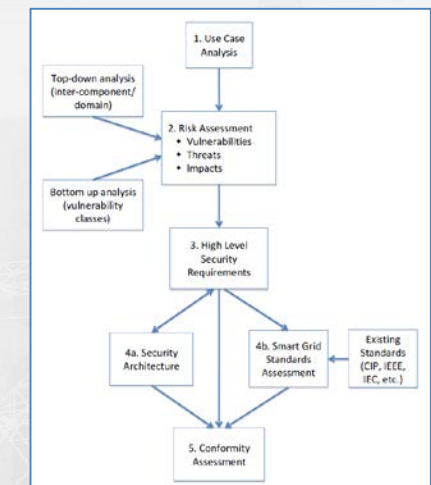 1. Use Case
Analysis
Top-down analysis
(inter-component/
domain)
2. Risk Assessment
• Vulnerabilities
• Threats
• Impacts
Bottom up analysis
(vulnerability
classes)
3. High Level
Security
Requirements
4a. Security
Architecture
4b. Smart Grid
Standards
Assessment
Existing
Standards
(CIP, IEEE,
IEC, etc.)
5. Conformity
Assessment